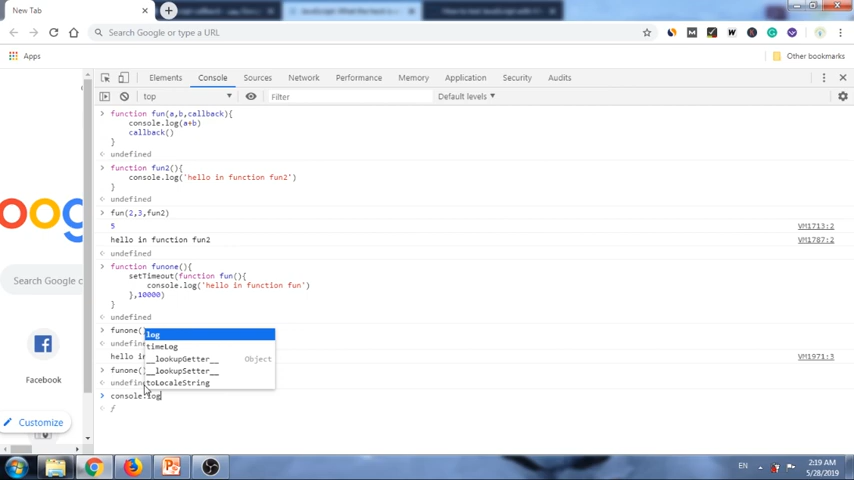 New Tab
Search Google or type a URL
Apps
Other bookmarks
Elements Console Sources Network Performance Memory Application Security Audits
top Filter Default levels
function fun(a,b,callback){
console.log(a+b)
callback()
}
undefined
function fun2(){
console.log('hello in function fun2')
}
undefined
fun(2,3,fun2)
5 VM1713:2
hello in function fun2 VM1787:2
undefined
function funone(){
setTimeout(function fun(){
console.log('hello in function fun')
},10000)
}
undefined
funone()
log
undefine
timeLog
hello in VM1971:3
__lookupGetter__ Object
funone()
__lookupSetter__
undefin
toLocaleString
console.log
f
Search Google
Facebook
Customize
EN
2:19 AM
5/28/2019